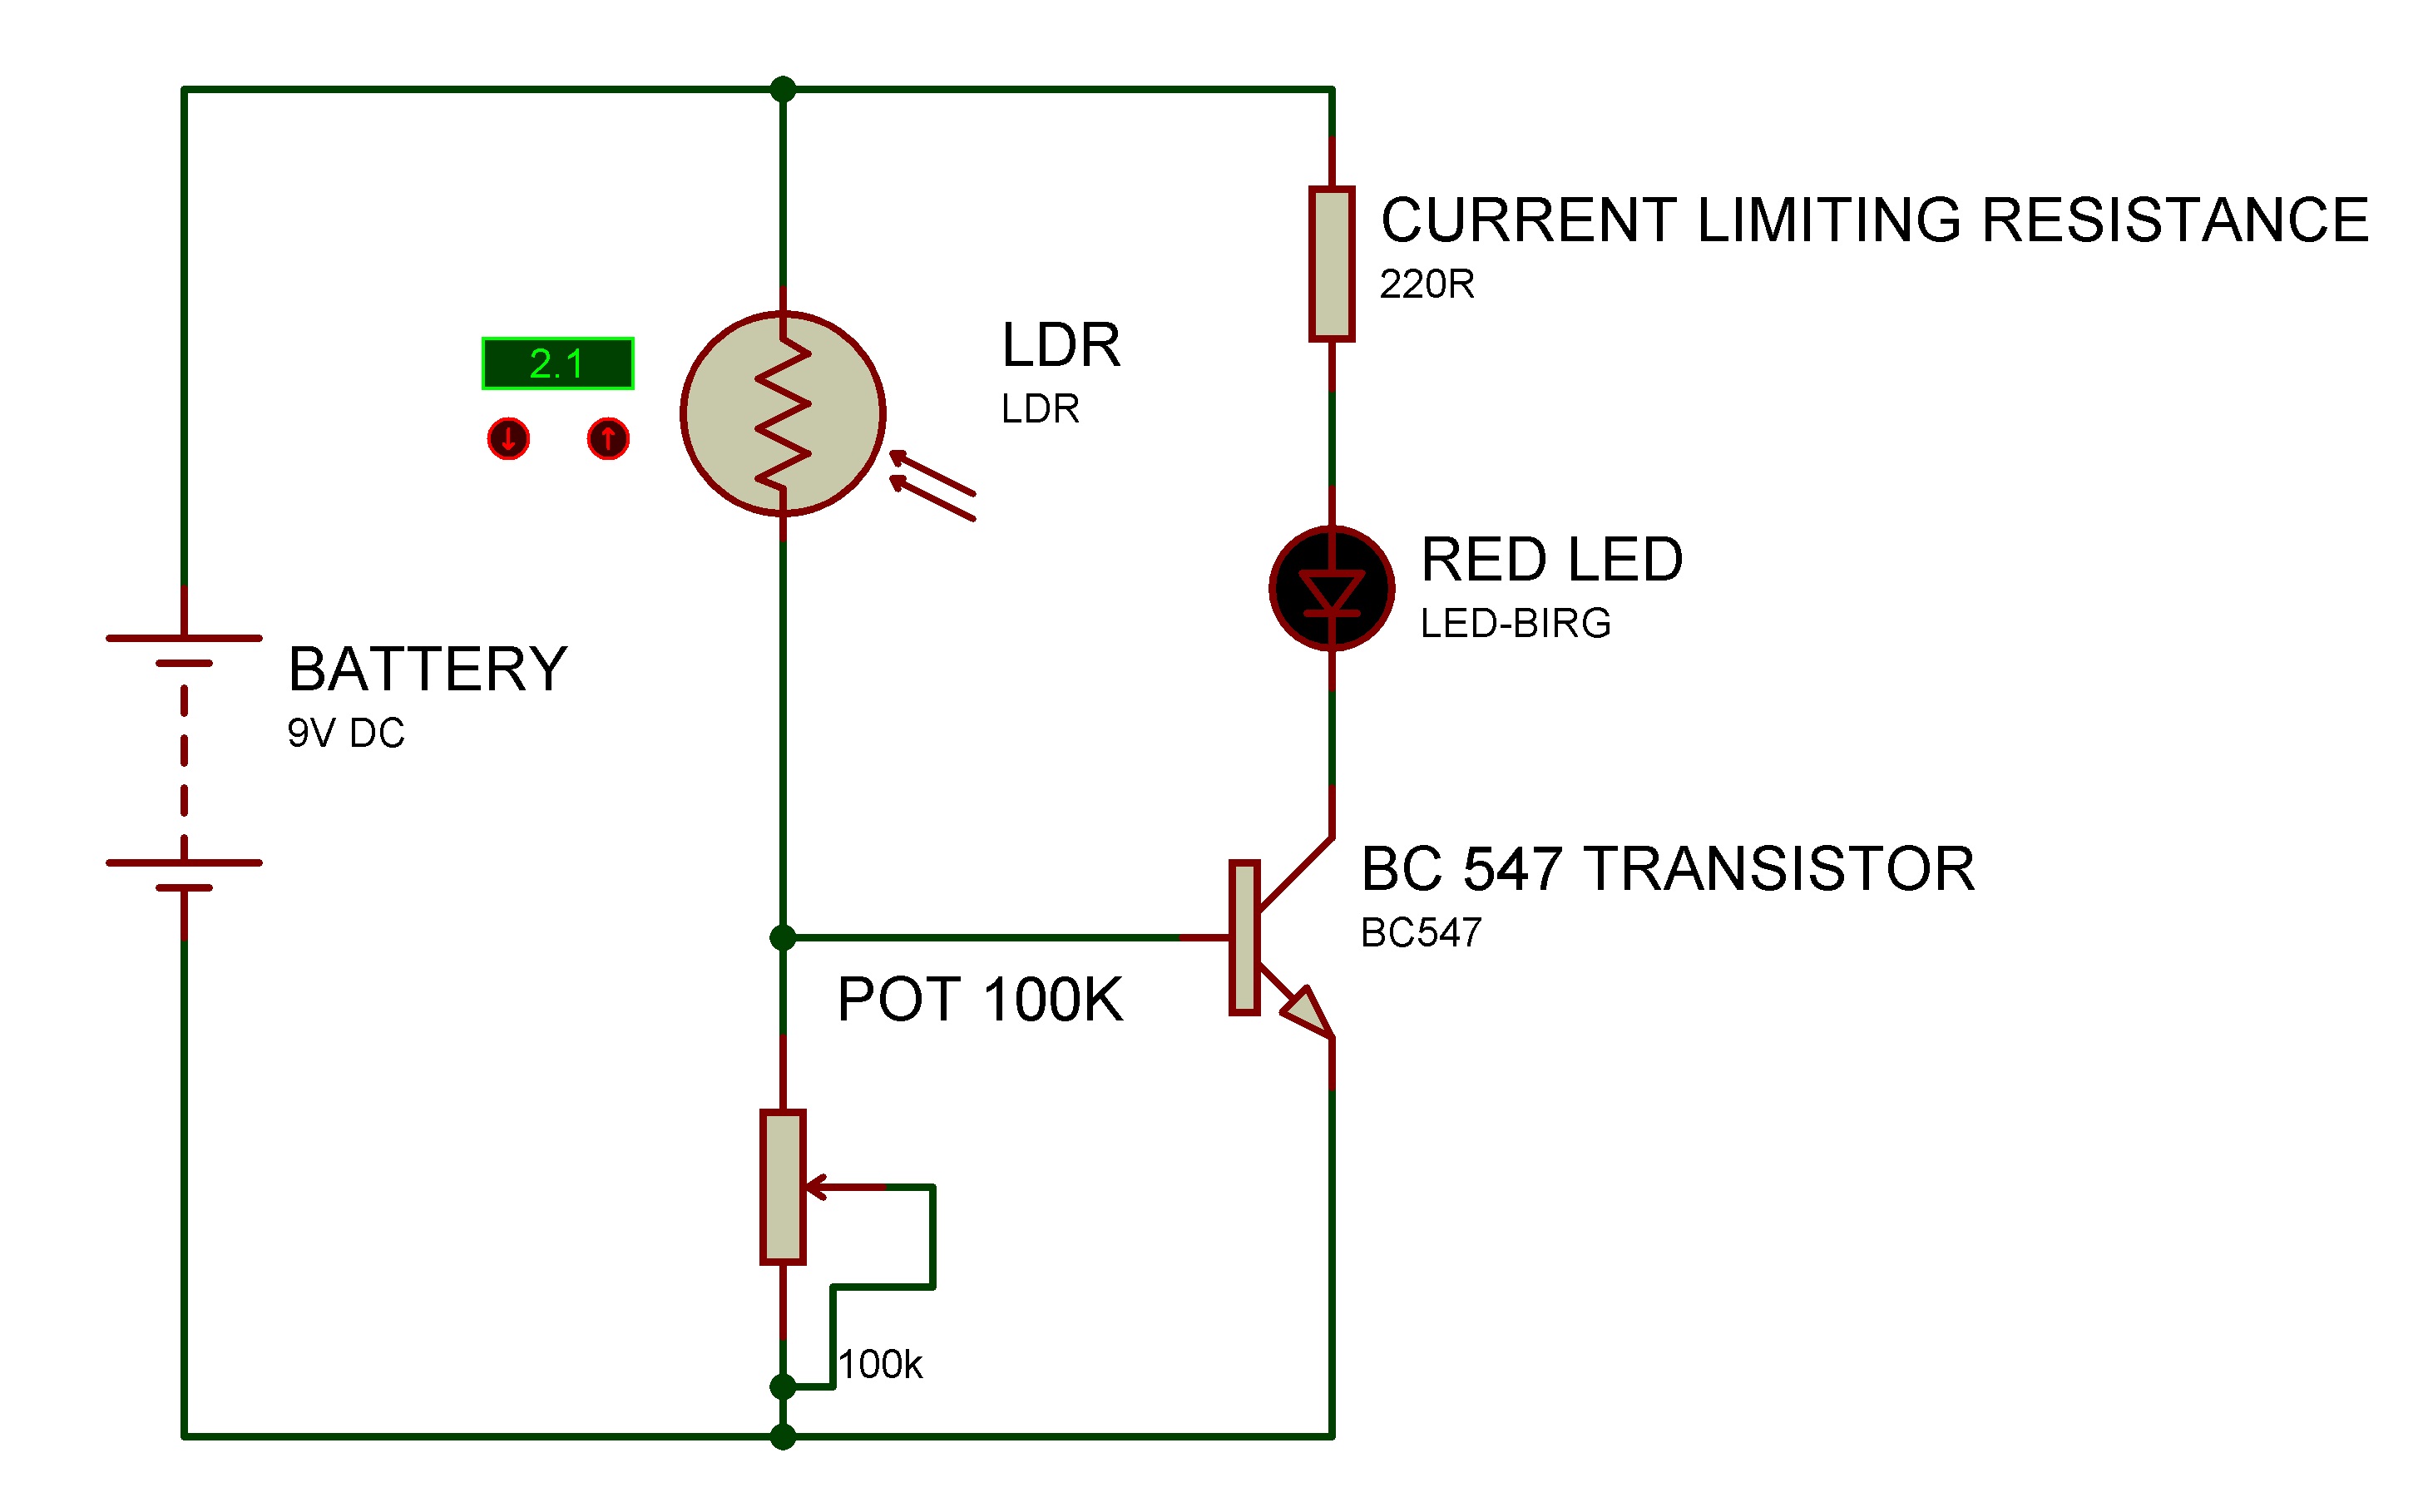 CURRENT LIMITING RESISTANCE
220R
2.1
LDR
LDR
RED LED
LED-BIRG
BATTERY
9V DC
BC 547 TRANSISTOR
BC547
POT 100K
100k